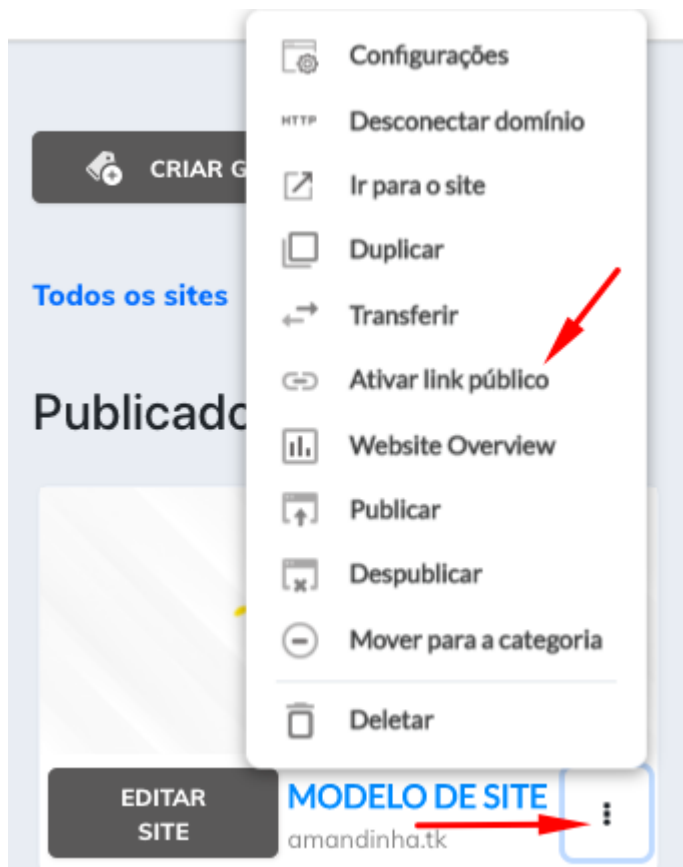 Configurações
HTTP Desconectar domínio
CRIAR G
Ir para o site
Duplicar
Todos os sites
Transferir
Ativar link público
Publicado
Website Overview
Publicar
Despublicar
Mover para a categoria
Deletar
EDITAR
SITE
MODELO DE SITE
amandinha.tk